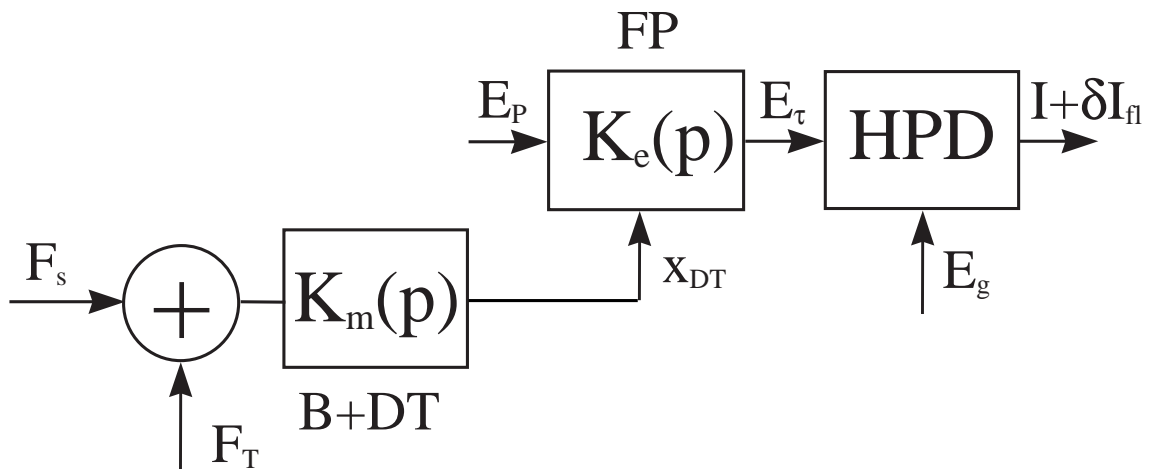 FP
E_P
K_e(p)
E_τ
HPD
I+δI_fl
F_s
+
K_m(p)
x_DT
E_g
B+DT
F_T